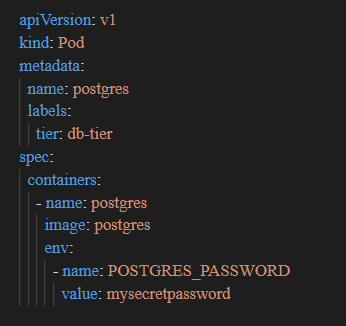 apiVersion: v1
kind: Pod
metadata:
  name: postgres
  labels:
    tier: db-tier
spec:
  containers:
    - name: postgres
      image: postgres
      env:
        - name: POSTGRES_PASSWORD
          value: mysecretpassword